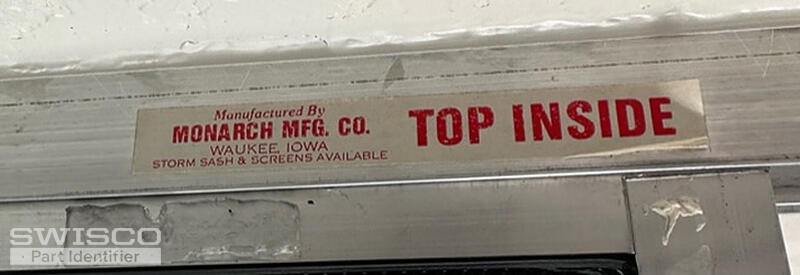 Manufactured By
MONARCH MFG. CO.
WAUKEE, IOWA
STORM SASH & SCREENS AVAILABLE
TOP INSIDE
SWISCO
Part Identifier